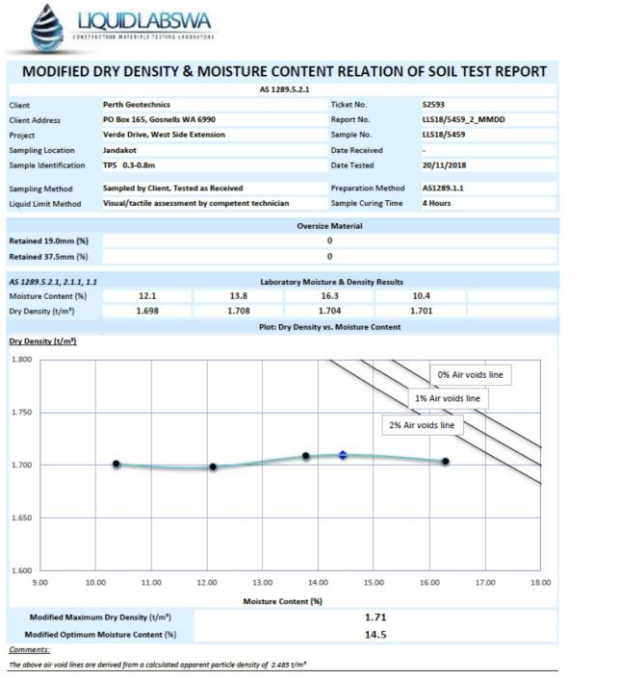 LIQUIDLABSWA
CONSTRUCTION MATERIALS TESTING LABORATORY
MODIFIED DRY DENSITY & MOISTURE CONTENT RELATION OF SOIL TEST REPORT
AS 1289.5.2.1
Client Perth Geotechnics Ticket No. S2593
Client Address PO Box 165, Gosnells WA 6990 Report No. LLS18/5459_2_MMDD
Project Verde Drive, West Side Extension Sample No. LLS18/5459
Sampling Location Jandakot Date Received -
Sample Identification TP5 0.3-0.8m Date Tested 20/11/2018
Sampling Method Sampled by Client, Tested as Received Preparation Method AS1289.1.1
Liquid Limit Method Visual/tactile assessment by competent technician Sample Curing Time 4 Hours
Oversize Material
Retained 19.0mm (%) 0
Retained 37.5mm (%) 0
AS 1289.5.2.1, 2.1.1, 1.1 Laboratory Moisture & Density Results
Moisture Content (%) 12.1 13.8 16.3 10.4
Dry Density (t/m³) 1.698 1.708 1.704 1.701
Plot: Dry Density vs. Moisture Content
Dry Density (t/m³)
1.800
0% Air voids line
1% Air voids line
1.750
2% Air voids line
1.700
1.650
1.600
9.00 10.00 11.00 12.00 13.00 14.00 15.00 16.00 17.00 18.00
Moisture Content (%)
Modified Maximum Dry Density (t/m³) 1.71
Modified Optimum Moisture Content (%) 14.5
Comments:
The above air void lines are derived from a calculated apparent particle density of 2.485 t/m³